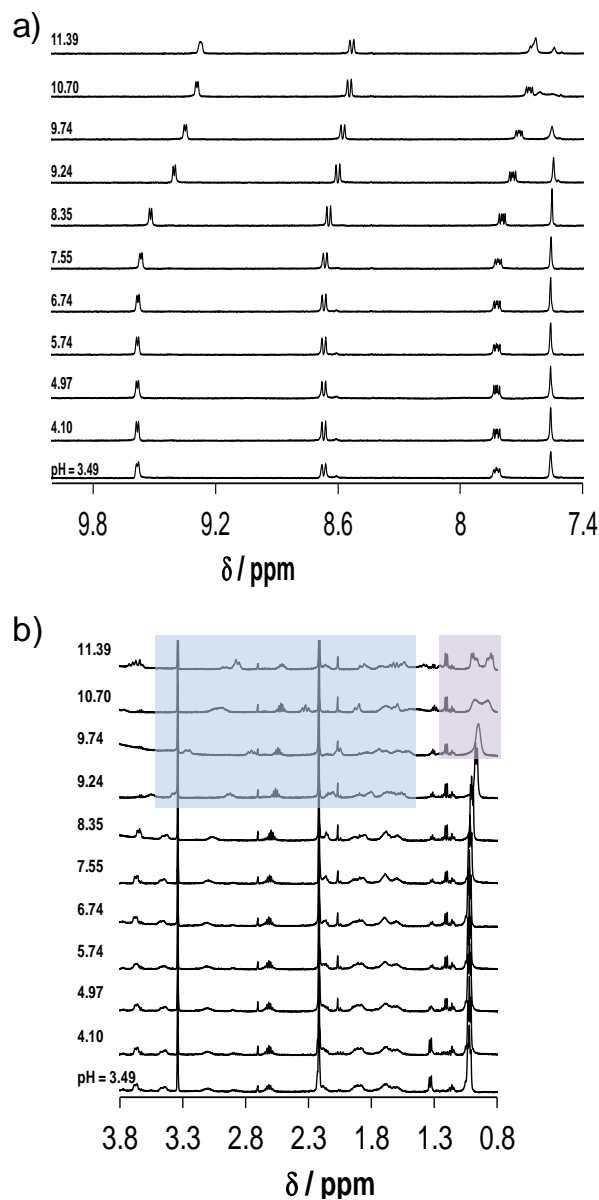 a)
11.39
10.70
9.74
9.24
8.35
7.55
6.74
5.74
4.97
4.10
pH = 3.49
9.8 9.2 8.6 8 7.4
δ / ppm
b)
11.39
10.70
9.74
9.24
8.35
7.55
6.74
5.74
4.97
4.10
pH = 3.49
3.8 3.3 2.8 2.3 1.8 1.3 0.8
δ / ppm